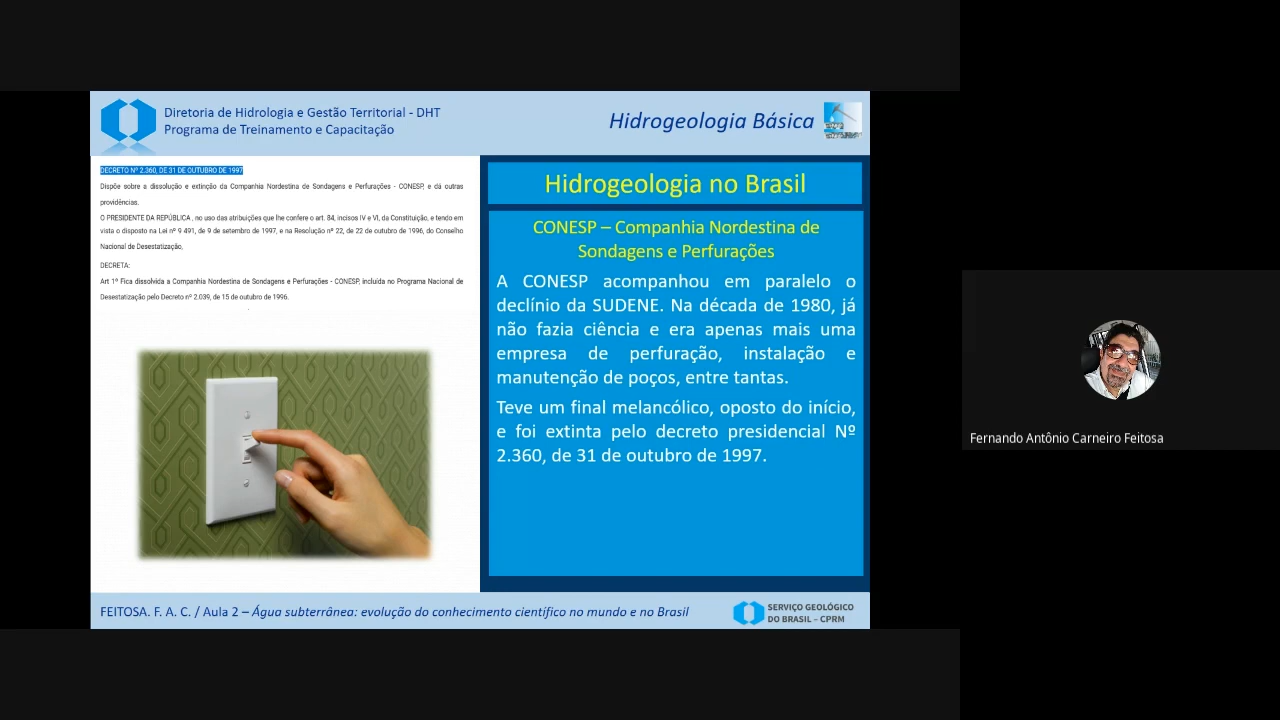 Diretoria de Hidrologia e Gestão Territorial - DHT
Programa de Treinamento e Capacitação
Hidrogeologia Básica
DECRETO Nº 2.360, DE 31 DE OUTUBRO DE 1997
Dispõe sobre a dissolução e extinção da Companhia Nordestina de Sondagens e Perfurações - CONESP, e dá outras
providências.
O PRESIDENTE DA REPÚBLICA , no uso das atribuições que lhe confere o art. 84, incisos IV e VI, da Constituição, e tendo em
vista o disposto na Lei nº 9 491, de 9 de setembro de 1997, e na Resolução nº 22, de 22 de outubro de 1996, do Conselho
Nacional de Desestatização,
DECRETA:
Art 1º Fica dissolvida a Companhia Nordestina de Sondagens e Perfurações - CONESP, incluída no Programa Nacional de
Desestatização pelo Decreto nº 2.039, de 15 de outubro de 1996.
Hidrogeologia no Brasil
CONESP – Companhia Nordestina de
Sondagens e Perfurações
A CONESP acompanhou em paralelo o
declínio da SUDENE. Na década de 1980, já
não fazia ciência e era apenas mais uma
empresa de perfuração, instalação e
manutenção de poços, entre tantas.
Teve um final melancólico, oposto do início,
e foi extinta pelo decreto presidencial Nº
2.360, de 31 de outubro de 1997.
FEITOSA. F. A. C. / Aula 2 – Água subterrânea: evolução do conhecimento científico no mundo e no Brasil
SERVIÇO GEOLÓGICO
DO BRASIL – CPRM
Fernando Antônio Carneiro Feitosa